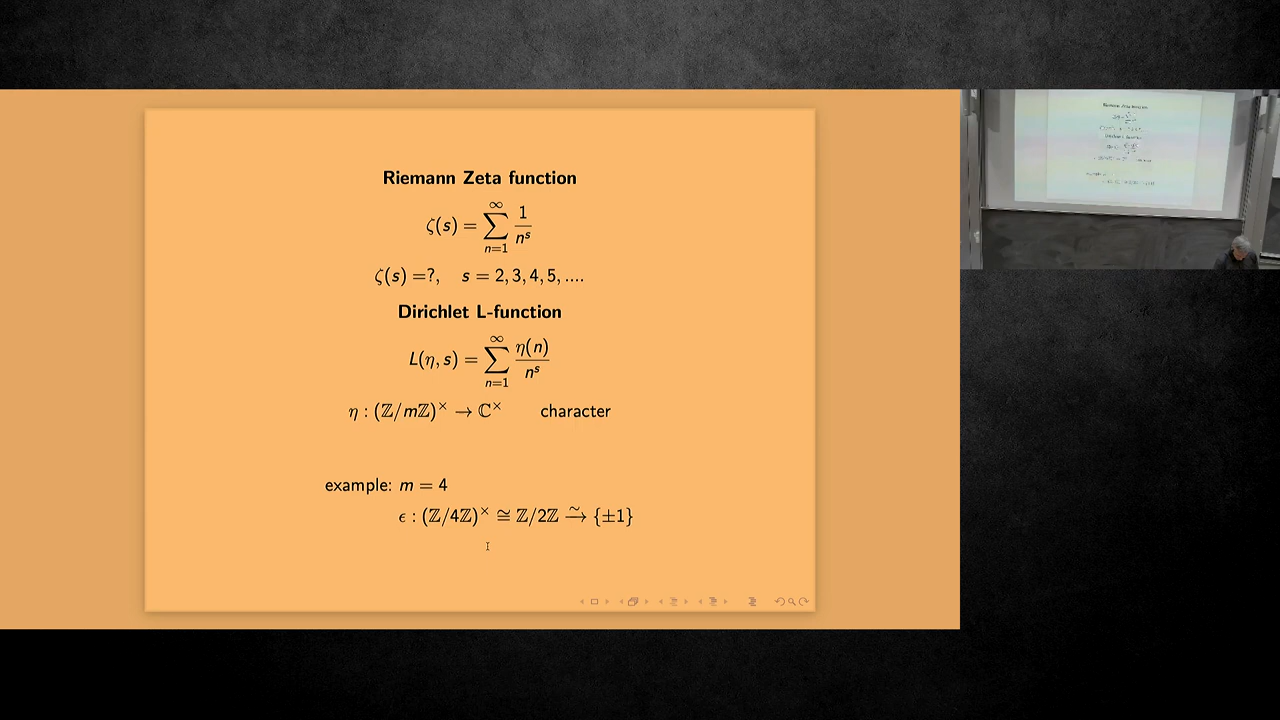 Riemann Zeta function
ζ(s) = ∑_{n=1}^{∞} 1/n^s
ζ(s) =?, s = 2, 3, 4, 5, ....
Dirichlet L-function
L(η, s) = ∑_{n=1}^{∞} η(n)/n^s
η : (ℤ/mℤ)^× → ℂ^× character
example: m = 4
ϵ : (ℤ/4ℤ)^× ≅ ℤ/2ℤ →^∼ {±1}